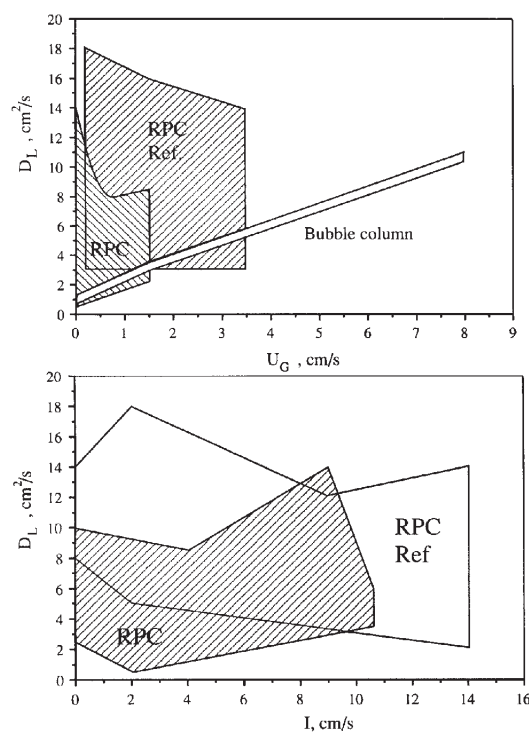 20
18
16
14
12
10
8
6
4
2
0
D_L , cm²/s
RPC
Ref
RPC
Bubble column
0 1 2 3 4 5 6 7 8 9
U_G , cm/s
20
18
16
14
12
10
8
6
4
2
0
D_L , cm²/s
RPC
Ref
RPC
0 2 4 6 8 10 12 14 16
I, cm/s